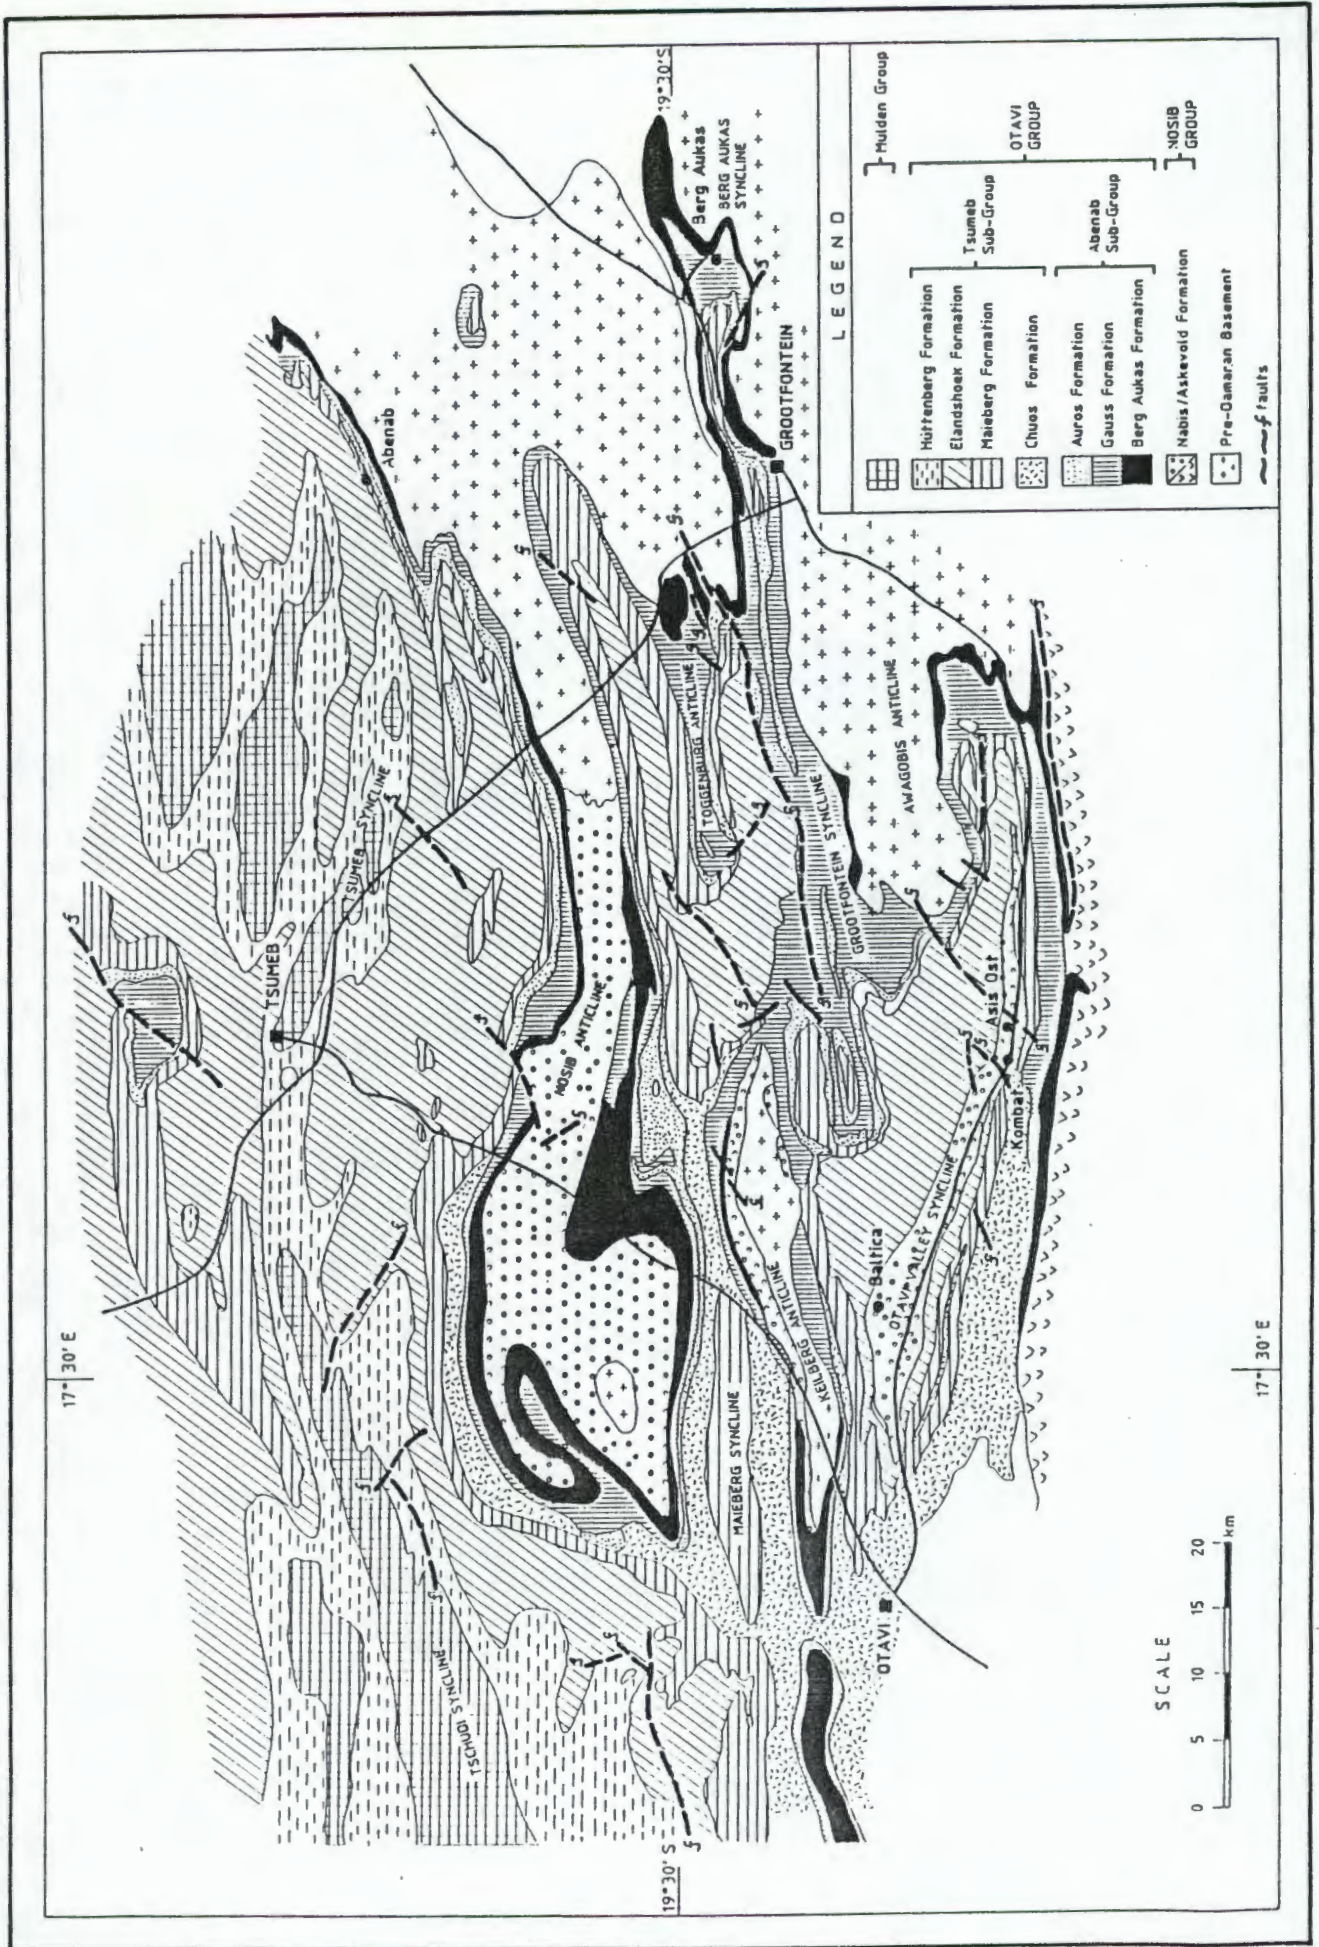 17° 30' E
19° 30' S
19° 30' S
17° 30' E
TSUMEB
TSUMEB SYNCLINE
TSCHUDI SYNCLINE
Abenab
NOSIB ANTICLINE
MAIEBERG SYNCLINE
KEILBERG ANTICLINE
TOGGENBURG ANTICLINE
GROOTFONTEIN SYNCLINE
GROOTFONTEIN
Berg Aukas
BERG AUKAS
SYNCLINE
AWAGOBIS ANTICLINE
OTAVI VALLEY SYNCLINE
Baltica
Asis Ost
Kombat
OTAVI
SCALE
0 5 10 15 20
km
LEGEND
Mulden Group
Hüttenberg Formation
Elandshoek Formation
Maieberg Formation
Chuos Formation
Tsumeb
Sub-Group
Auros Formation
Gauss Formation
Berg Aukas Formation
Abenab
Sub-Group
OTAVI
GROUP
Nabis/Askevold Formation
NOSIB
GROUP
Pre-Damaran Basement
f faults